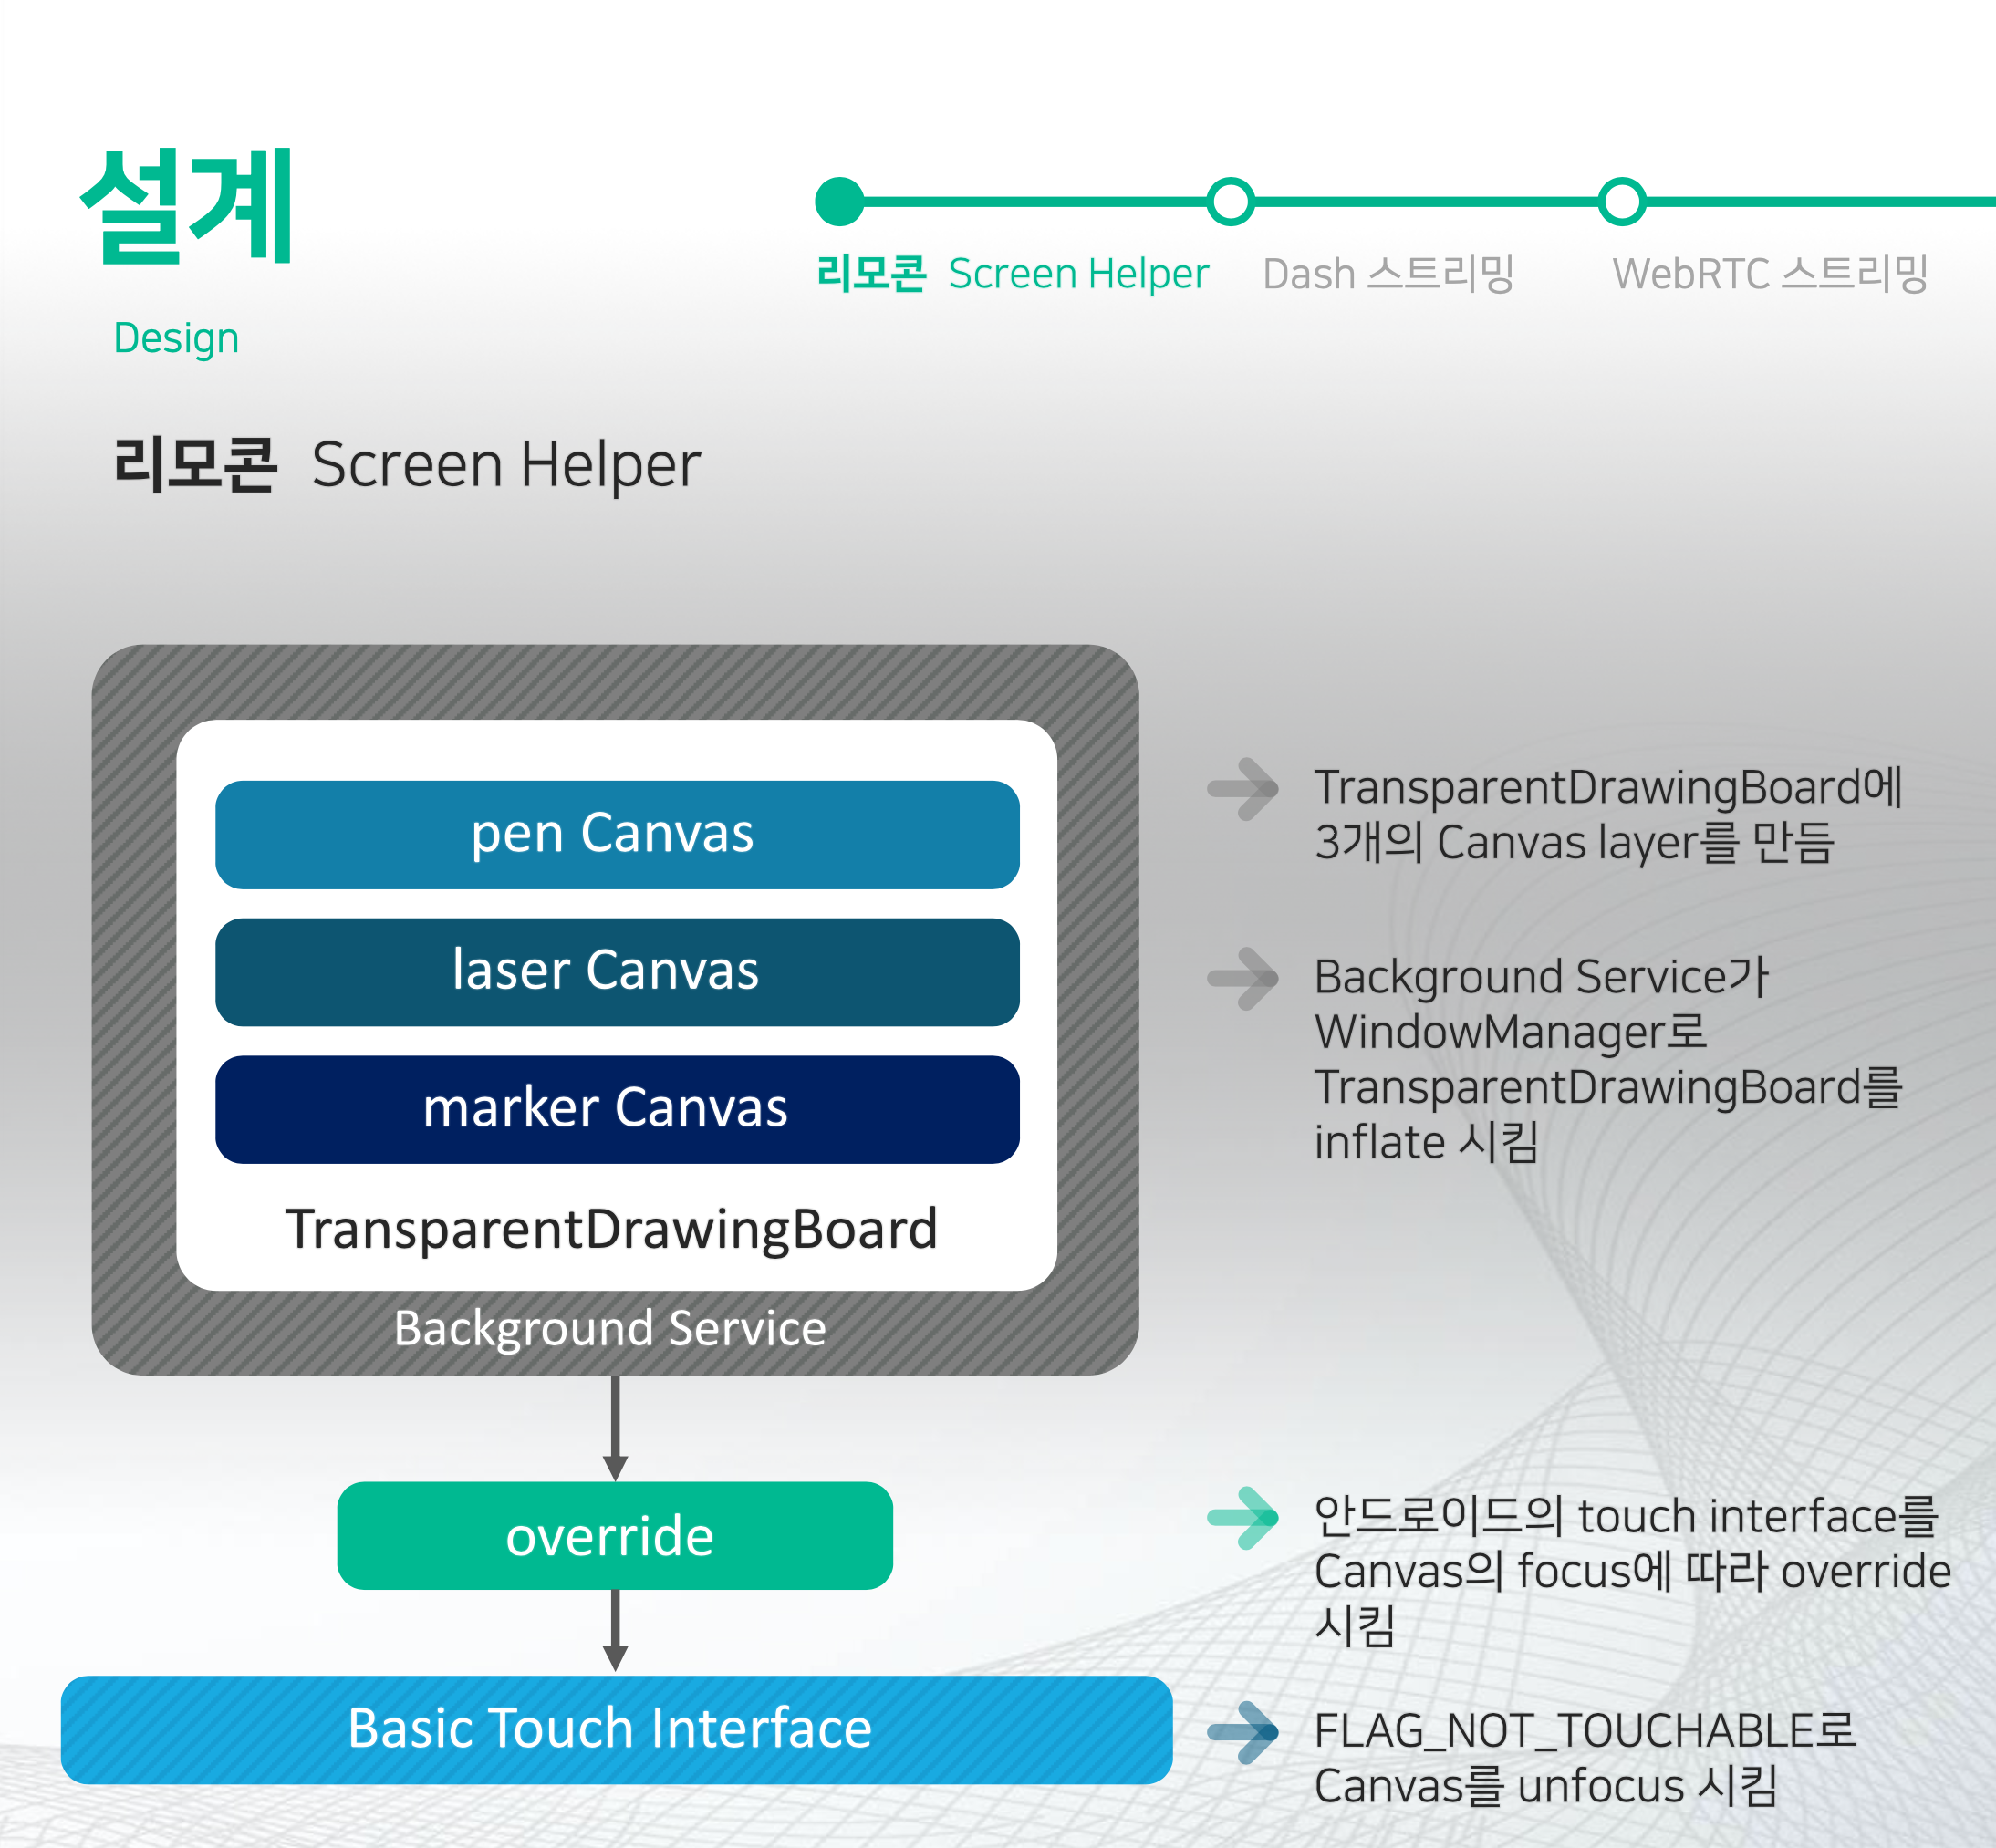 설계
Design
리모콘 Screen Helper
Dash 스트리밍
WebRTC 스트리밍
리모콘 Screen Helper
pen Canvas
laser Canvas
marker Canvas
TransparentDrawingBoard
Background Service
override
Basic Touch Interface
TransparentDrawingBoard에
3개의 Canvas layer를 만듬
Background Service가
WindowManager로
TransparentDrawingBoard를
inflate 시킴
안드로이드의 touch interface를
Canvas의 focus에 따라 override
시킴
FLAG_NOT_TOUCHABLE로
Canvas를 unfocus 시킴